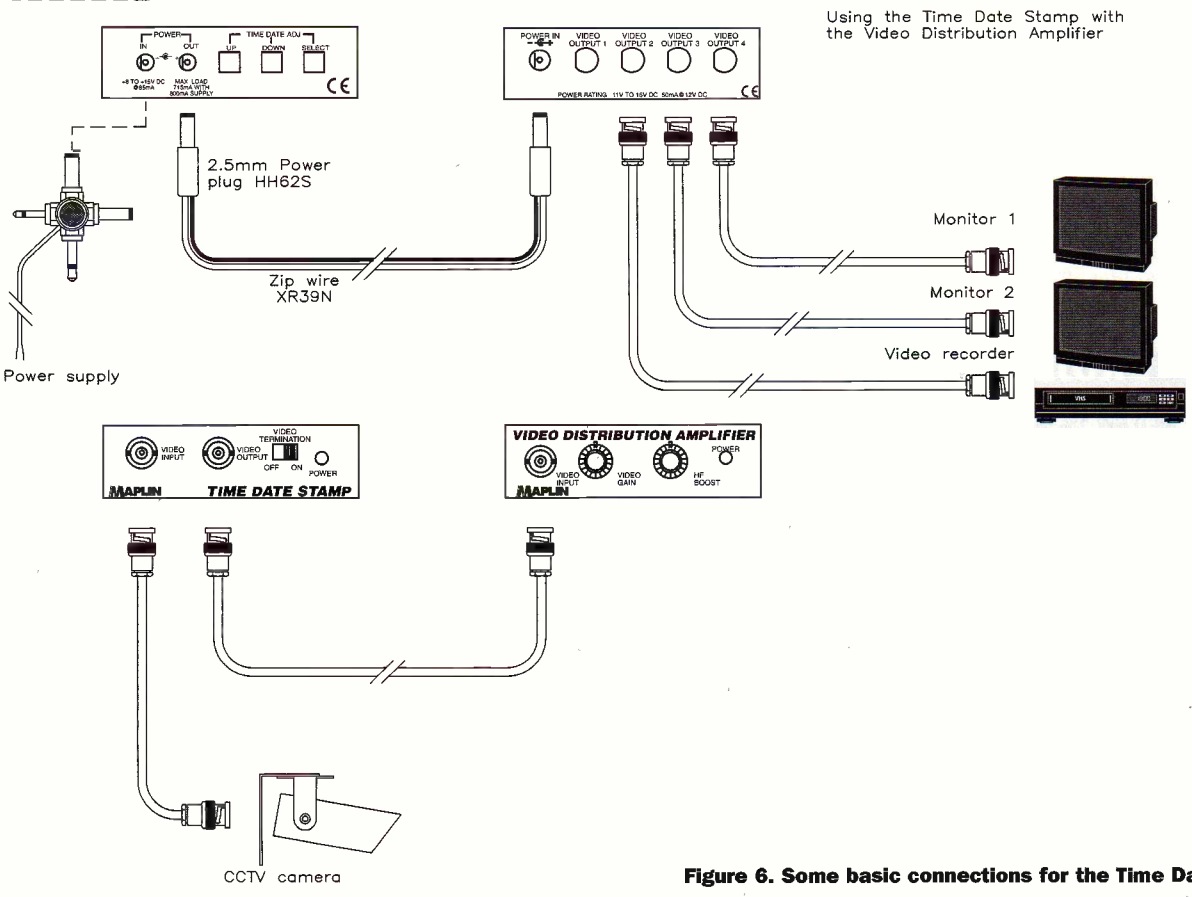 Using the Time Date Stamp with
the Video Distribution Amplifier
POWER
IN OUT
TIME DATE ADJ
UP DOWN SELECT
+8 TO +15V DC
@85mA
MAX LOAD
715mA WITH
800mA SUPPLY
CE
POWER IN
VIDEO
OUTPUT 1
VIDEO
OUTPUT 2
VIDEO
OUTPUT 3
VIDEO
OUTPUT 4
POWER RATING 11V TO 15V DC 50mA@12V DC
CE
2.5mm Power
plug HH62S
Zip wire
XR39N
Power supply
Monitor 1
Monitor 2
Video recorder
VHS
VIDEO
INPUT
VIDEO
OUTPUT
VIDEO
TERMINATION
OFF ON
POWER
MAPLIN TIME DATE STAMP
VIDEO DISTRIBUTION AMPLIFIER
VIDEO
INPUT
VIDEO
GAIN
HF
BOOST
POWER
MAPLIN
CCTV camera
Figure 6. Some basic connections for the Time Da